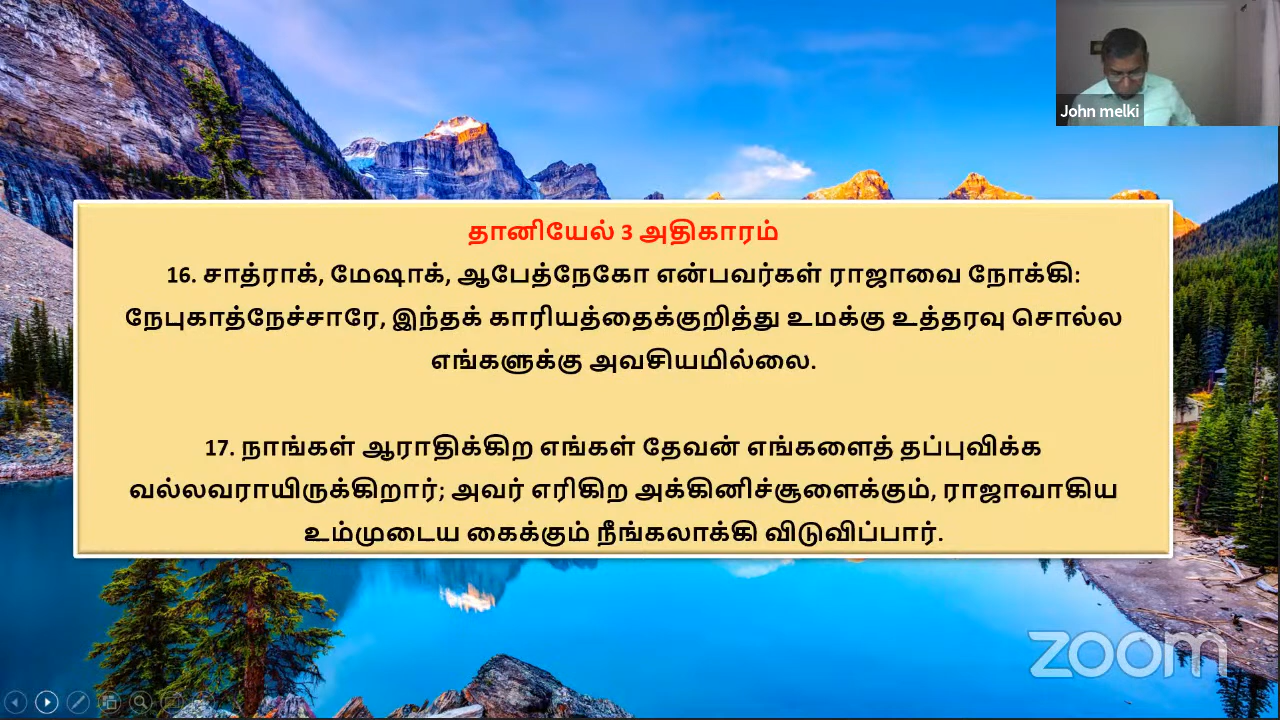 John melki
தானியேல் 3 அதிகாரம்
16. சாத்ராக், மேஷாக், ஆபேத்நேகோ என்பவர்கள் ராஜாவை நோக்கி:
நேபுகாத்நேச்சாரே, இந்தக் காரியத்தைக்குறித்து உமக்கு உத்தரவு சொல்ல
எங்களுக்கு அவசியமில்லை.
17. நாங்கள் ஆராதிக்கிற எங்கள் தேவன் எங்களைத் தப்புவிக்க
வல்லவராயிருக்கிறார்; அவர் எரிகிற அக்கினிச்சூளைக்கும், ராஜாவாகிய
உம்முடைய கைக்கும் நீங்கலாக்கி விடுவிப்பார்.
zoom